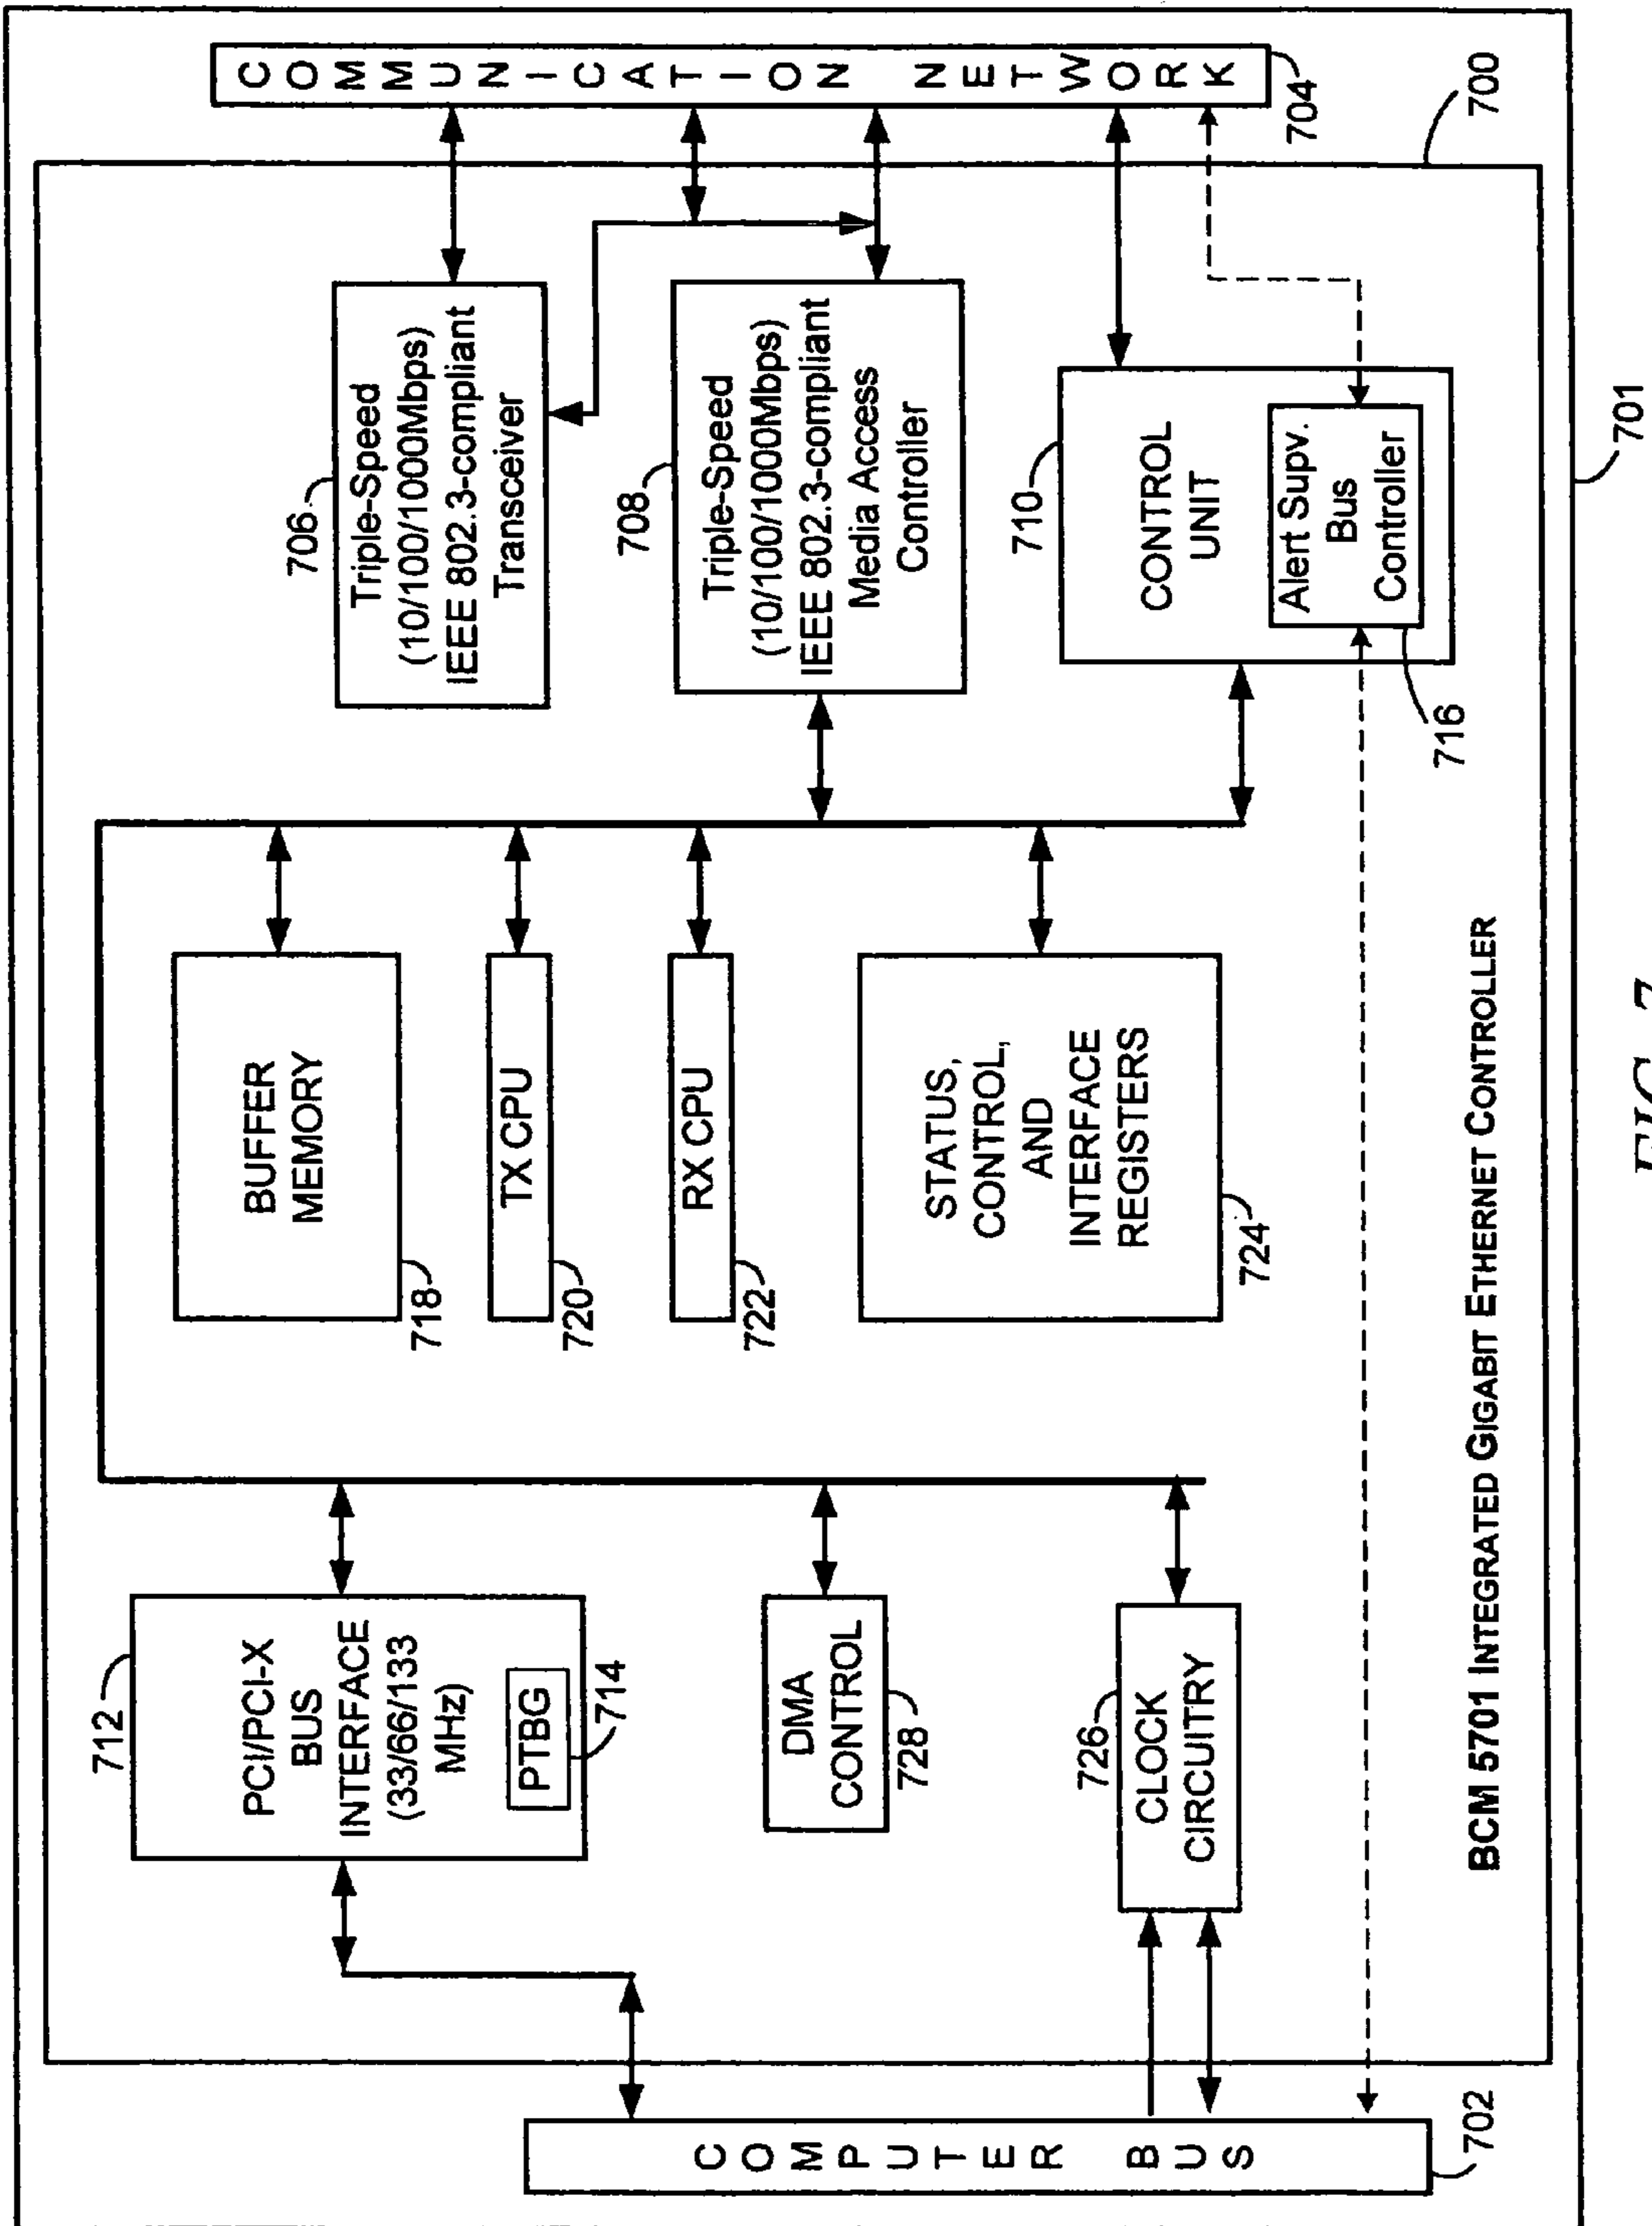 COMPUTER BUS
702
712
PCI/PCI-X
BUS
INTERFACE
(33/66/133
MHz)
PTBG
714
DMA
CONTROL
728
726
CLOCK
CIRCUITRY
BUFFER
MEMORY
718
TX CPU
720
RX CPU
722
STATUS,
CONTROL,
AND
INTERFACE
REGISTERS
724
706
Triple-Speed
(10/100/1000Mbps)
IEEE 802.3-compliant
Transceiver
708
Triple-Speed
(10/100/1000Mbps)
IEEE 802.3-compliant
Media Access
Controller
710
CONTROL
UNIT
Alert Supv.
Bus
Controller
716
COMMUNICATION NETWORK
704
700
BCM 5701 INTEGRATED GIGABIT ETHERNET CONTROLLER
701
FIG. 7